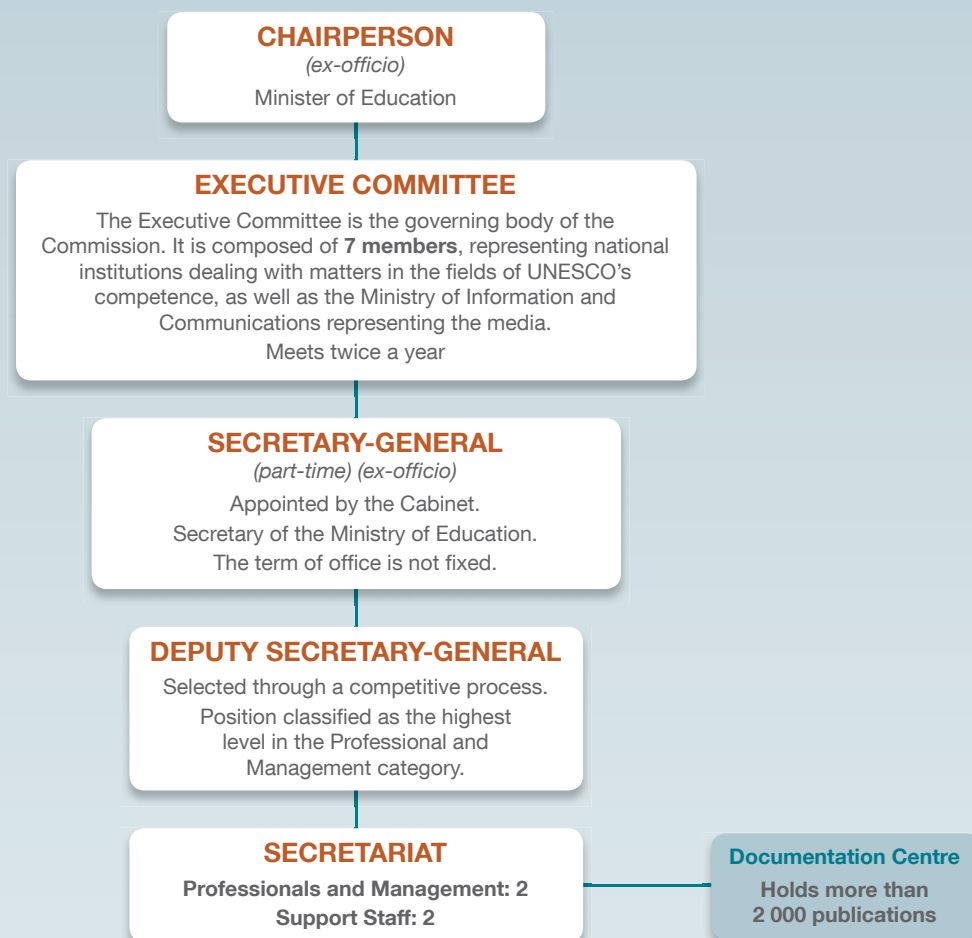 CHAIRPERSON
(ex-officio)
Minister of Education
EXECUTIVE COMMITTEE
The Executive Committee is the governing body of the
Commission. It is composed of 7 members, representing national
institutions dealing with matters in the fields of UNESCO’s
competence, as well as the Ministry of Information and
Communications representing the media.
Meets twice a year
SECRETARY-GENERAL
(part-time) (ex-officio)
Appointed by the Cabinet.
Secretary of the Ministry of Education.
The term of office is not fixed.
DEPUTY SECRETARY-GENERAL
Selected through a competitive process.
Position classified as the highest
level in the Professional and
Management category.
SECRETARIAT
Professionals and Management: 2
Support Staff: 2
Documentation Centre
Holds more than
2 000 publications